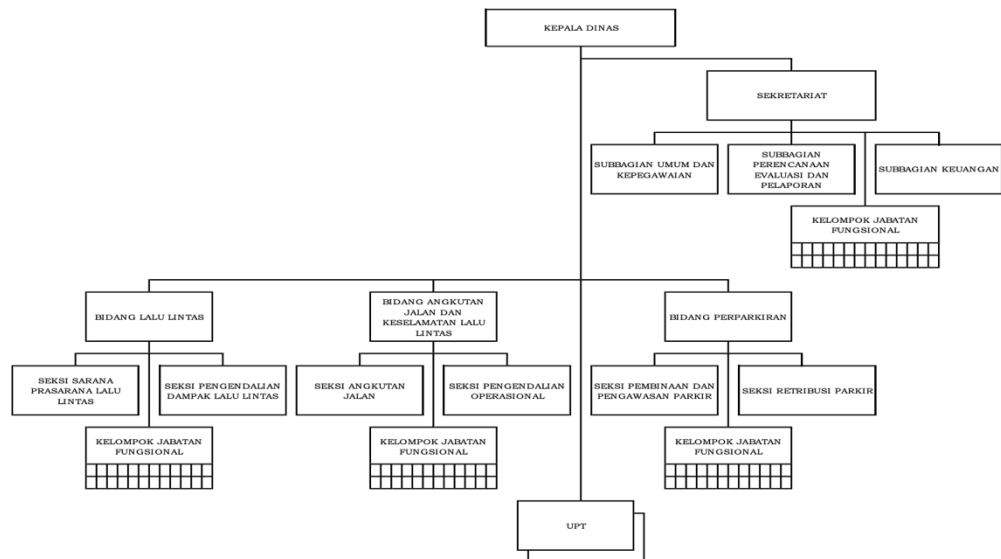 KEPALA DINAS
SEKRETARIAT
SUBBAGIAN UMUM DAN
KEPEGAWAIAN
SUBBAGIAN
PERENCANAAN
EVALUASI DAN
PELAPORAN
SUBBAGIAN KEUANGAN
KELOMPOK JABATAN
FUNGSIONAL
BIDANG LALU LINTAS
BIDANG ANGKUTAN
JALAN DAN
KESELAMATAN LALU
LINTAS
BIDANG PERPARKIRAN
SEKSI SARANA
PRASARANA LALU
LINTAS
SEKSI PENGENDALIAN
DAMPAK LALU LINTAS
SEKSI ANGKUTAN
JALAN
SEKSI PENGENDALIAN
OPERASIONAL
SEKSI PEMBINAAN DAN
PENGAWASAN PARKIR
SEKSI RETRIBUSI PARKIR
KELOMPOK JABATAN
FUNGSIONAL
KELOMPOK JABATAN
FUNGSIONAL
KELOMPOK JABATAN
FUNGSIONAL
UPT